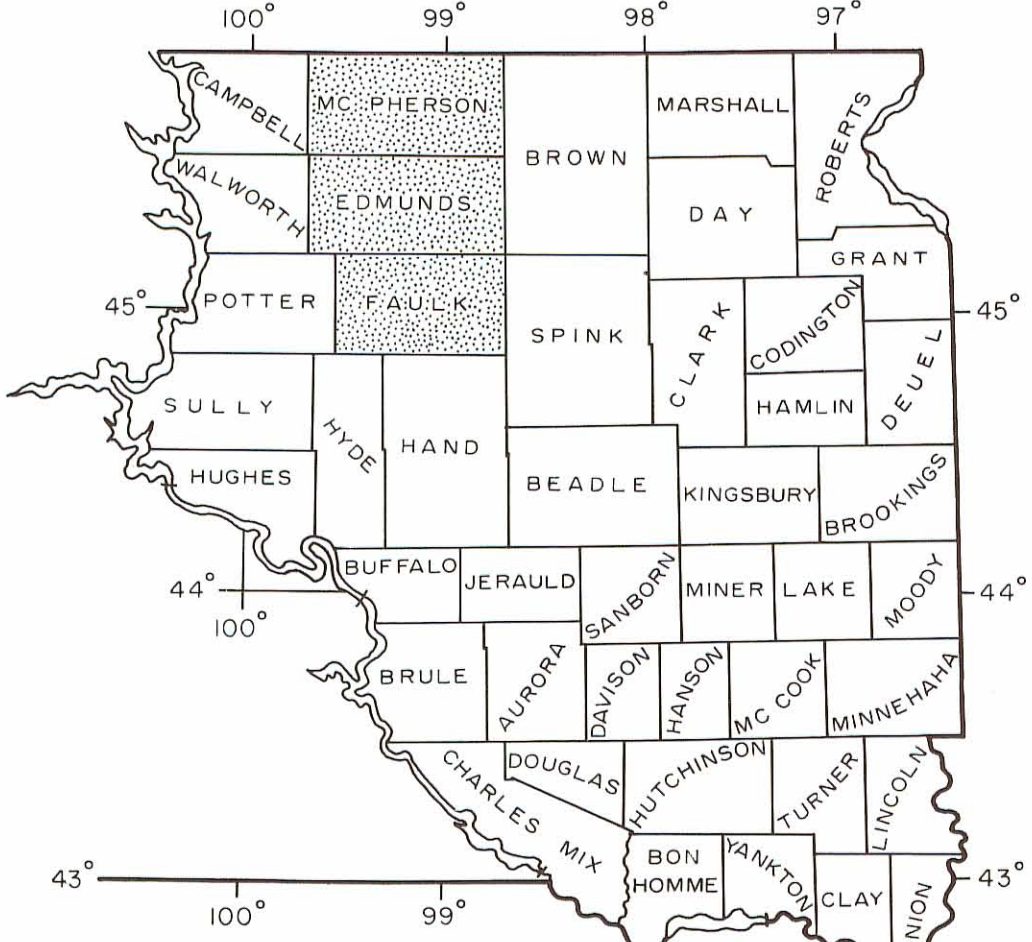 100° 99° 98° 97°
CAMPBELL
MC PHERSON
BROWN
MARSHALL
ROBERTS
WALWORTH
EDMUNDS
DAY
GRANT
45°
POTTER
FAULK
SPINK
CLARK
CODINGTON
DEUEL
45°
SULLY
HYDE
HAND
HAMLIN
HUGHES
BEADLE
KINGSBURY
BROOKINGS
44°
100°
BUFFALO
JERAULD
SANBORN
MINER
LAKE
MOODY
44°
BRULE
AURORA
DAVISON
HANSON
MC COOK
MINNEHAHA
CHARLES MIX
DOUGLAS
HUTCHINSON
TURNER
LINCOLN
BON
HOMME
YANKTON
CLAY
NION
43°
100° 99°
43°